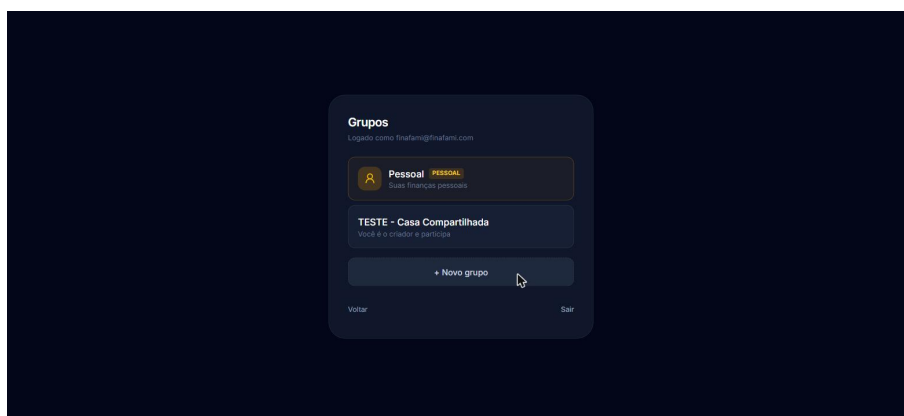 Grupos
Logado como finafami@finafami.com
Pessoal PESSOAL
Suas finanças pessoais
TESTE - Casa Compartilhada
Você é o criador e participa
+ Novo grupo
Voltar Sair